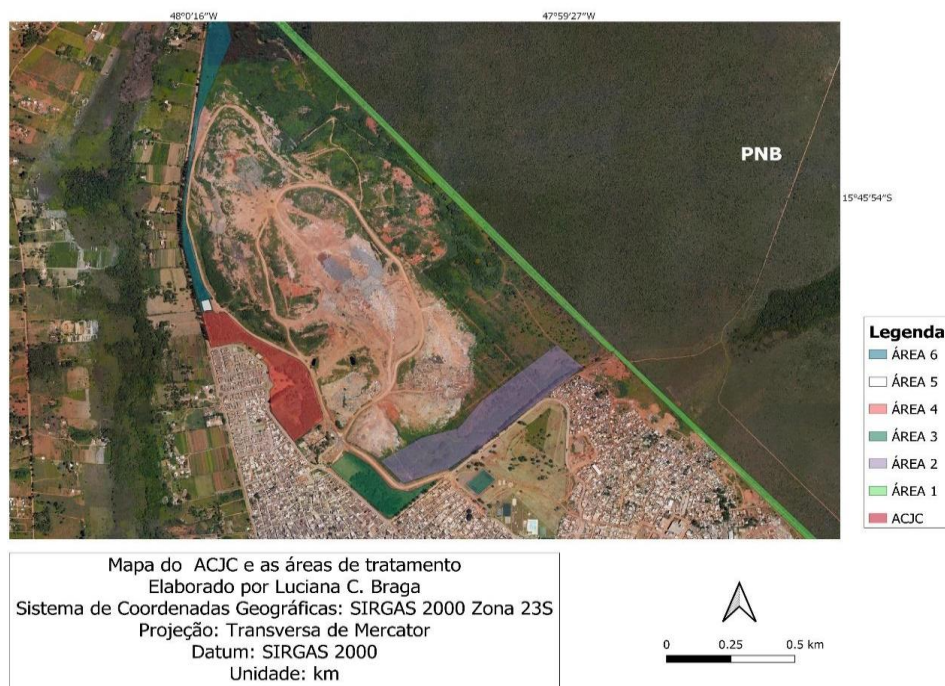 48°0'16"W
47°59'27"W
PNB
15°45'54"S
Legenda
ÁREA 6
ÁREA 5
ÁREA 4
ÁREA 3
ÁREA 2
ÁREA 1
ACJC
Mapa do ACJC e as áreas de tratamento
Elaborado por Luciana C. Braga
Sistema de Coordenadas Geográficas: SIRGAS 2000 Zona 23S
Projeção: Transversa de Mercator
Datum: SIRGAS 2000
Unidade: km
0 0.25 0.5 km